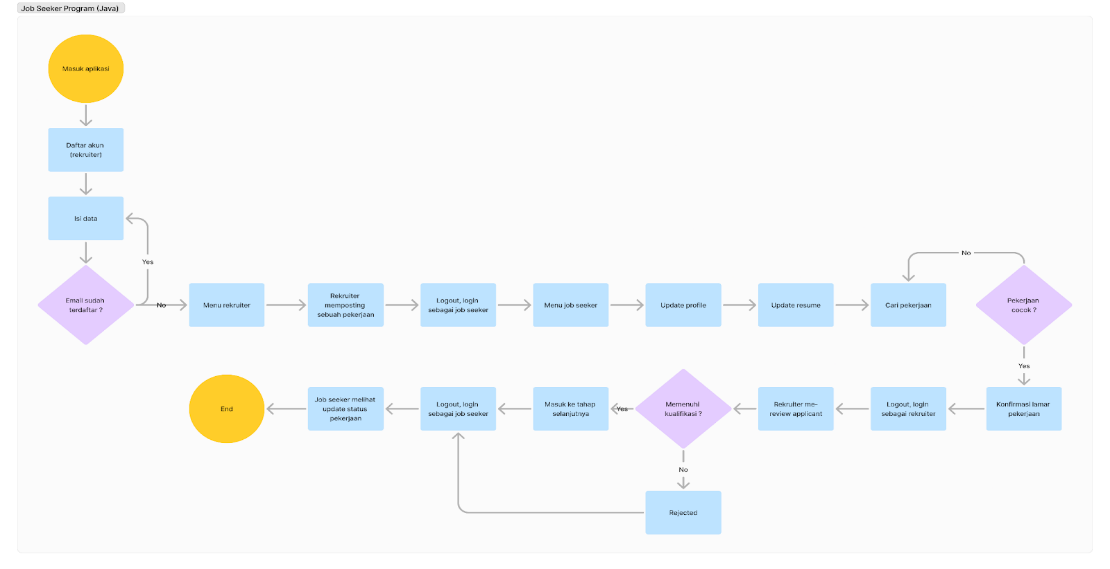 Job Seeker Program (Java)
Masuk aplikasi
Daftar akun
(rekruiter)
Isi data
Yes
Email sudah
terdaftar ?
No
Menu rekruiter
Rekruiter
memposting
sebuah pekerjaan
Logout, login
sebagai job seeker
Menu job seeker
Update profile
Update resume
Cari pekerjaan
No
Pekerjaan
cocok ?
Yes
Konfirmasi lamar
pekerjaan
Logout, login
sebagai rekruiter
Rekruiter me-
review applicant
Memenuhi
kualifikasi ?
Yes
Masuk ke tahap
selanjutnya
Logout, login
sebagai job seeker
Job seeker melihat
update status
pekerjaan
End
No
Rejected